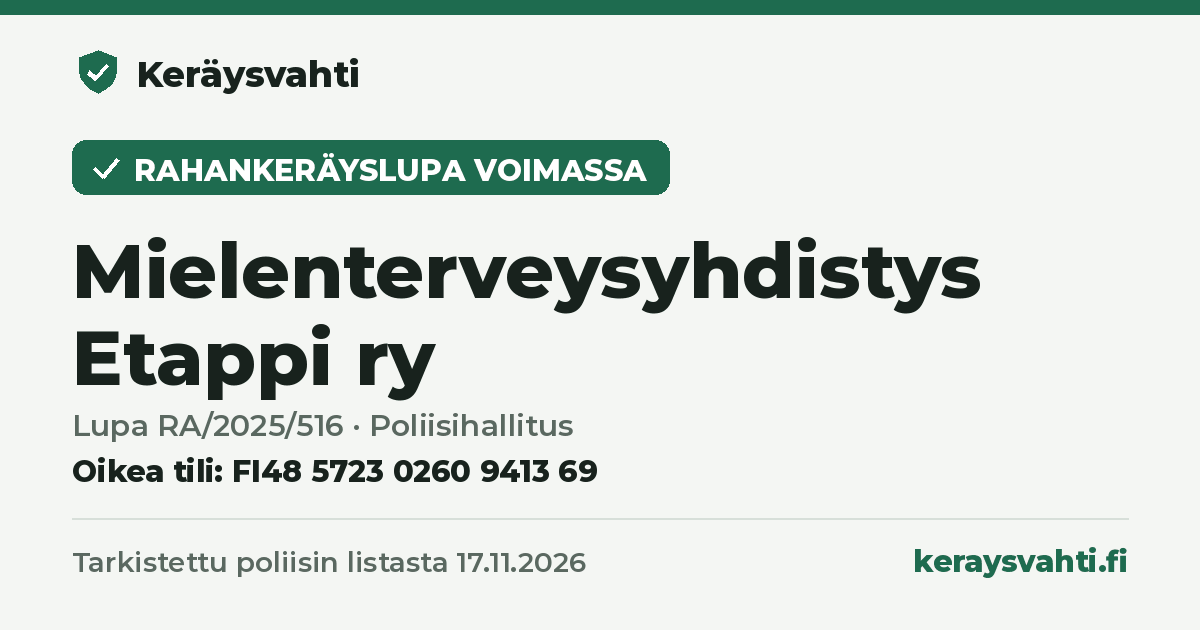 Keräysvahti
RAHANKERÄYSLUPA VOIMASSA
Mielenterveysyhdistys
Etappi ry
Lupa RA/2025/516 · Poliisihallitus
Oikea tili: FI48 5723 0260 9413 69
Tarkistettu poliisin listasta 17.11.2026
keraysvahti.fi